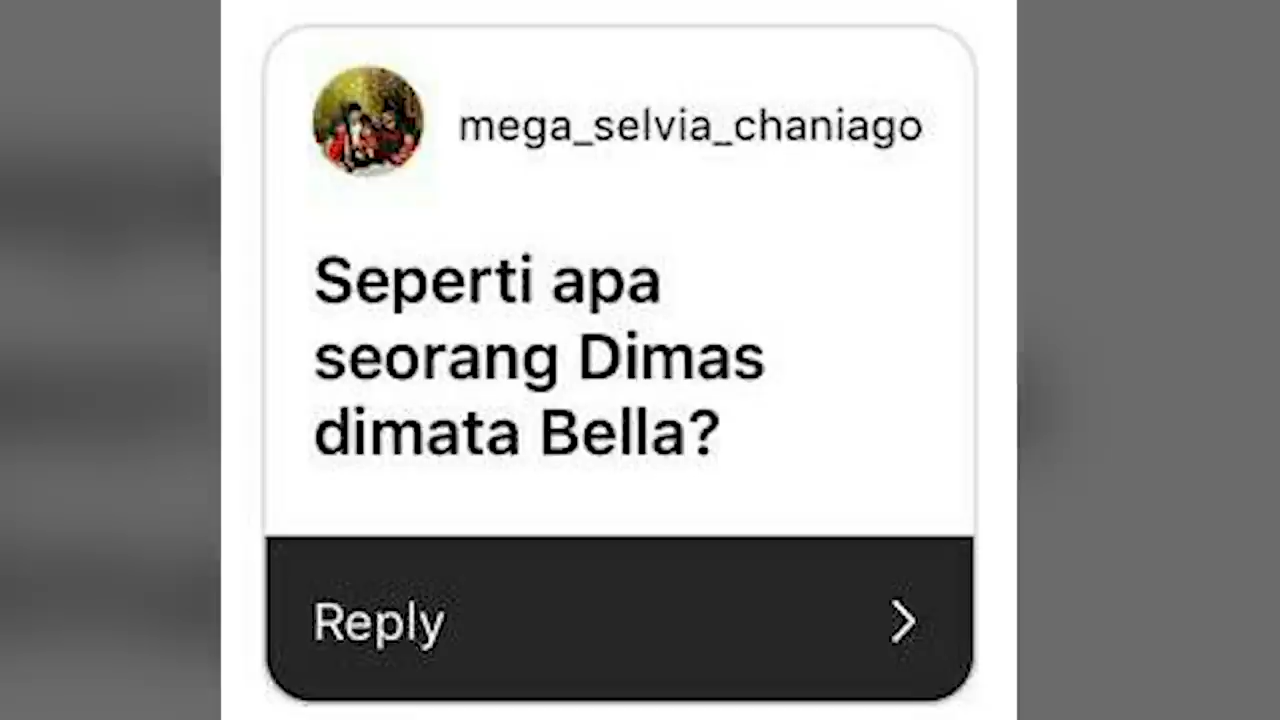 mega_selvia_chaniago
Seperti apa
seorang Dimas
dimata Bella?
Reply